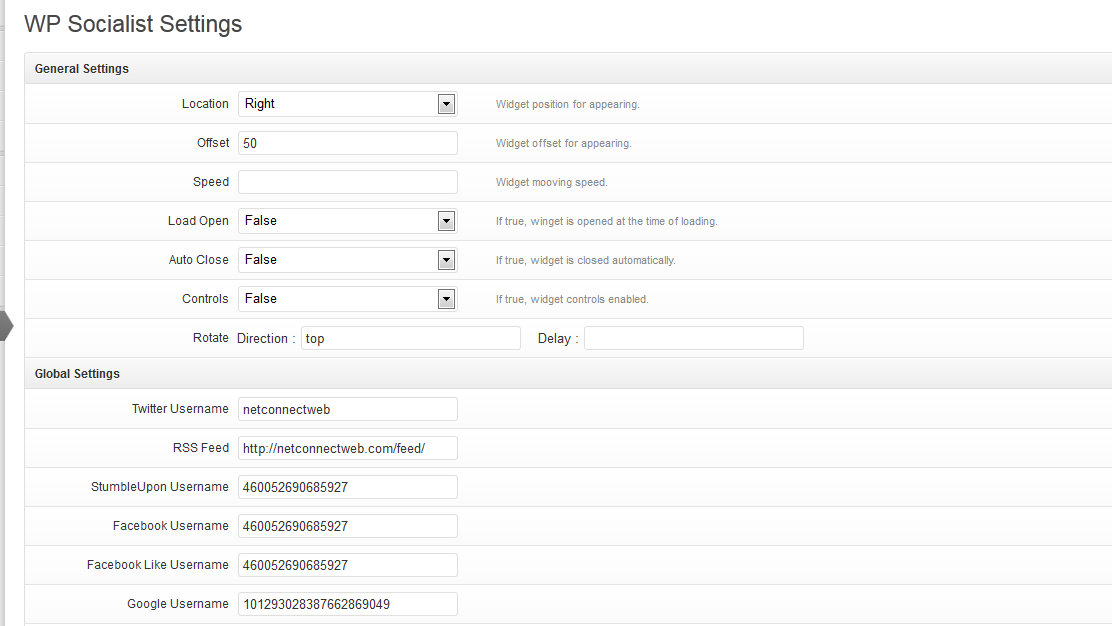 WP Socialist Settings
General Settings
Location Right Widget position for appearing.
Offset 50 Widget offset for appearing.
Speed Widget mooving speed.
Load Open False If true, winget is opened at the time of loading.
Auto Close False If true, widget is closed automatically.
Controls False If true, widget controls enabled.
Rotate Direction : top Delay :
Global Settings
Twitter Username netconnectweb
RSS Feed http://netconnectweb.com/feed/
StumbleUpon Username 460052690685927
Facebook Username 460052690685927
Facebook Like Username 460052690685927
Google Username 101293028387662869049